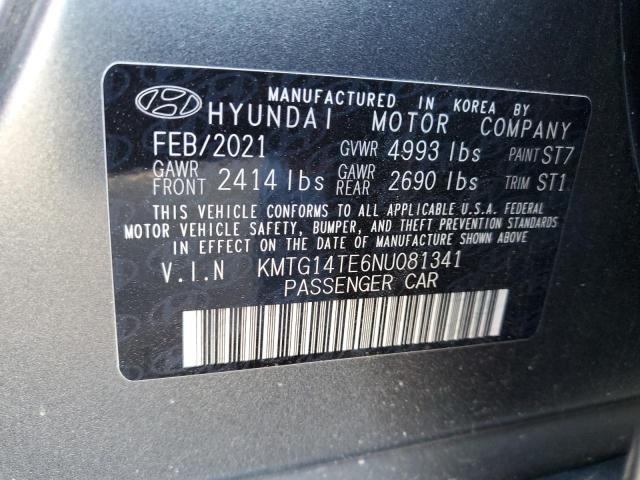 MANUFACTURED IN KOREA BY
HYUNDAI MOTOR COMPANY
FEB/2021 GVWR 4993 lbs PAINT ST7
GAWR FRONT 2414 lbs GAWR REAR 2690 lbs TRIM ST1
THIS VEHICLE CONFORMS TO ALL APPLICABLE U.S.A. FEDERAL
MOTOR VEHICLE SAFETY, BUMPER, AND THEFT PREVENTION STANDARDS
IN EFFECT ON THE DATE OF MANUFACTURE SHOWN ABOVE
V.I.N KMTG14TE6NU081341
PASSENGER CAR